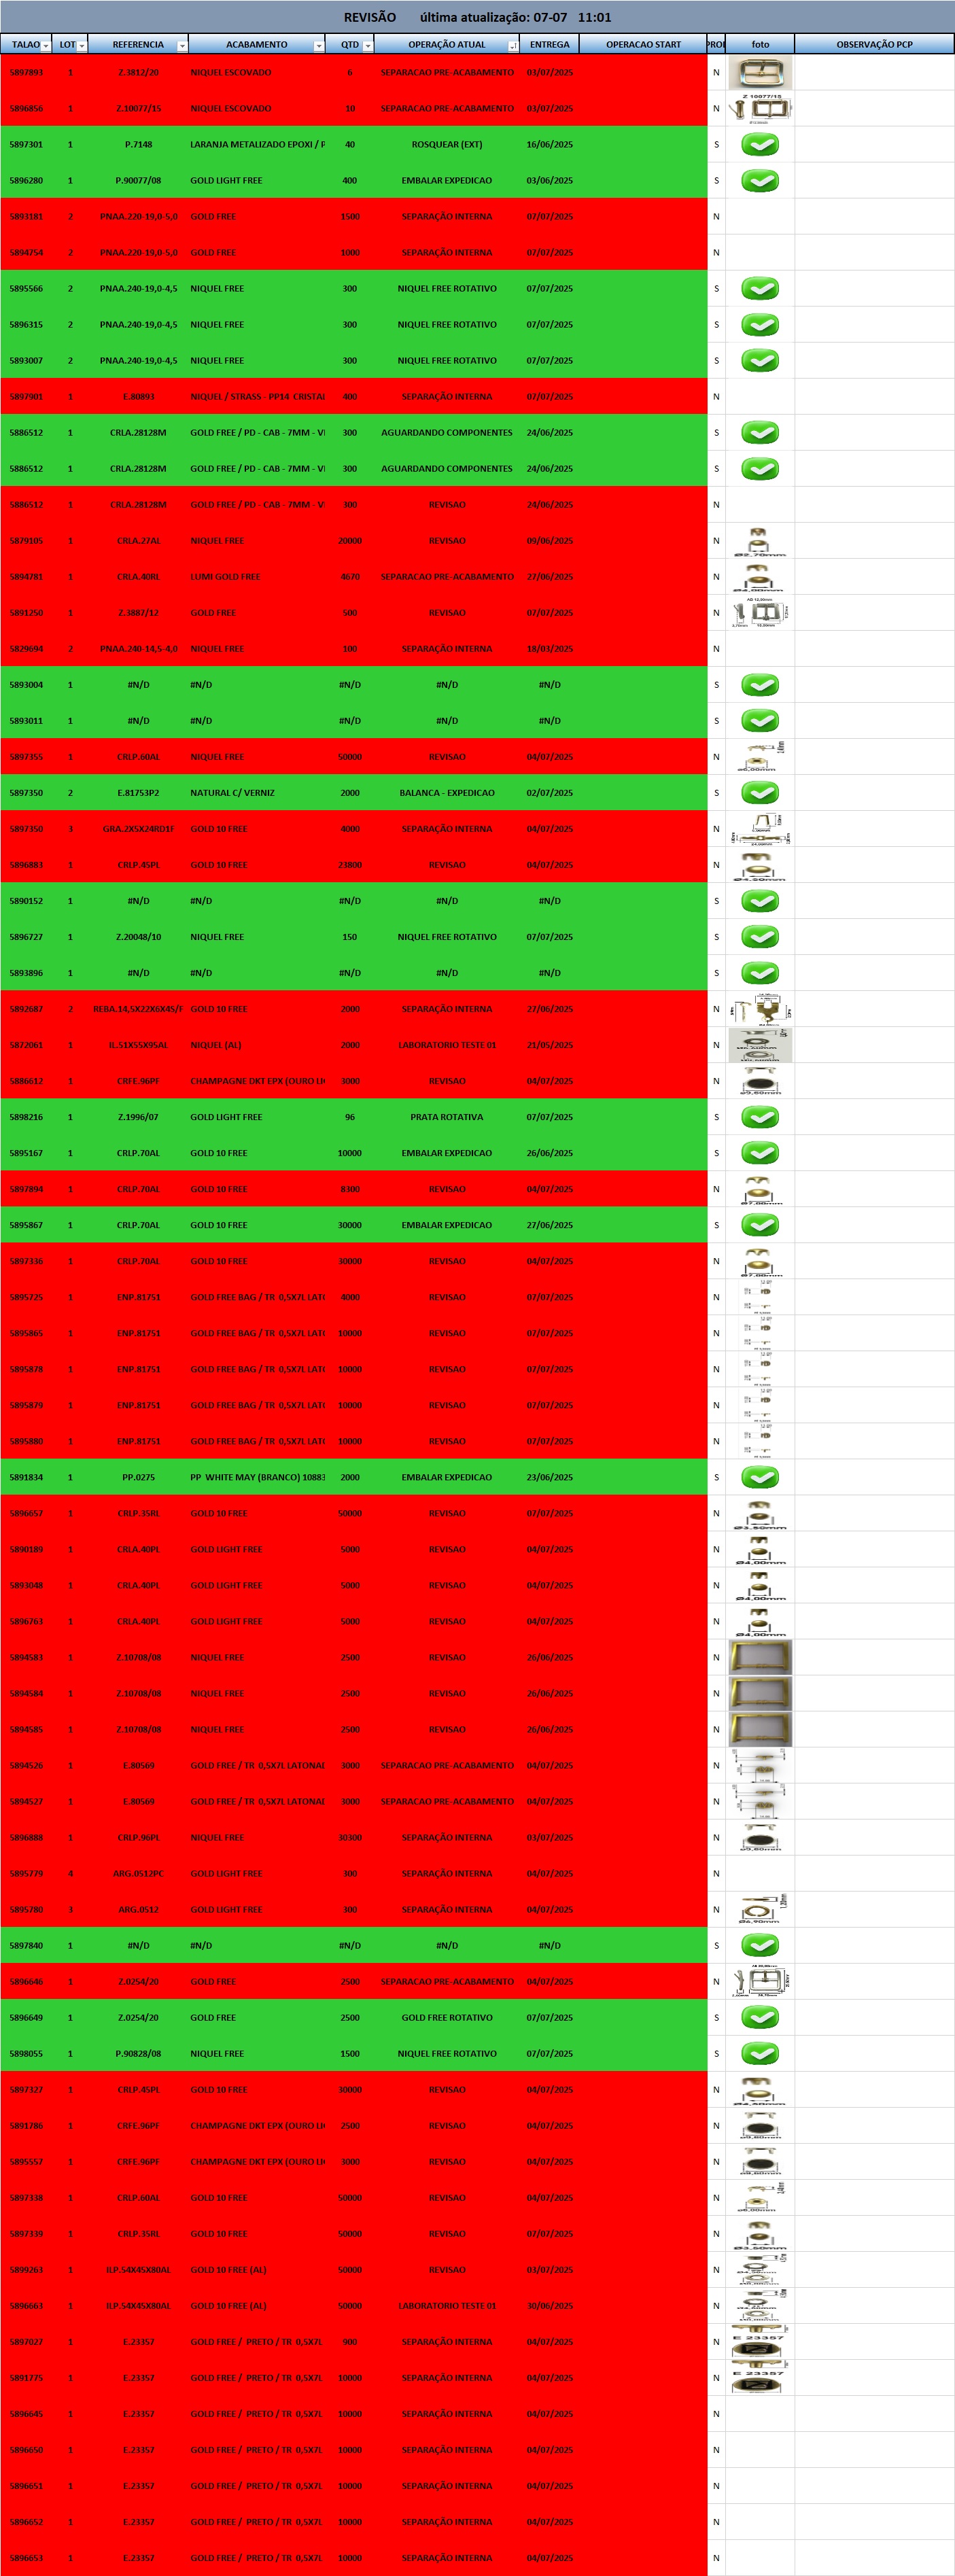 REVISÃO última atualização: 07-07 11:01
TALAO LOT REFERENCIA ACABAMENTO QTD OPERAÇÃO ATUAL ENTREGA OPERACAO START PROD foto OBSERVAÇÃO PCP
5897893 1 Z.3812/20 NIQUEL ESCOVADO 6 SEPARACAO PRE-ACABAMENTO 03/07/2025 N
5896856 1 Z.10077/15 NIQUEL ESCOVADO 10 SEPARACAO PRE-ACABAMENTO 03/07/2025 N Z 10077/15
5897301 1 P.7148 LARANJA METALIZADO EPOXI / P 40 ROSQUEAR (EXT) 16/06/2025 S
5896280 1 P.90077/08 GOLD LIGHT FREE 400 EMBALAR EXPEDICAO 03/06/2025 S
5893181 2 PNAA.220-19,0-5,0 GOLD FREE 1500 SEPARAÇÃO INTERNA 07/07/2025 N
5894754 2 PNAA.220-19,0-5,0 GOLD FREE 1000 SEPARAÇÃO INTERNA 07/07/2025 N
5895566 2 PNAA.240-19,0-4,5 NIQUEL FREE 300 NIQUEL FREE ROTATIVO 07/07/2025 S
5896315 2 PNAA.240-19,0-4,5 NIQUEL FREE 300 NIQUEL FREE ROTATIVO 07/07/2025 S
5893007 2 PNAA.240-19,0-4,5 NIQUEL FREE 300 NIQUEL FREE ROTATIVO 07/07/2025 S
5897901 1 E.80893 NIQUEL / STRASS - PP14 CRISTAL 400 SEPARAÇÃO INTERNA 07/07/2025 N
5886512 1 CRLA.28128M GOLD FREE / PD - CAB - 7MM - VI 300 AGUARDANDO COMPONENTES 24/06/2025 S
5886512 1 CRLA.28128M GOLD FREE / PD - CAB - 7MM - VI 300 AGUARDANDO COMPONENTES 24/06/2025 S
5886512 1 CRLA.28128M GOLD FREE / PD - CAB - 7MM - VI 300 REVISAO 24/06/2025 N
5879105 1 CRLA.27AL NIQUEL FREE 20000 REVISAO 09/06/2025 N Ø2,70mm
5894781 1 CRLA.40RL LUMI GOLD FREE 4670 SEPARACAO PRE-ACABAMENTO 27/06/2025 N Ø4,00mm
5891250 1 Z.3887/12 GOLD FREE 500 REVISAO 07/07/2025 N
5829694 2 PNAA.240-14,5-4,0 NIQUEL FREE 100 SEPARAÇÃO INTERNA 18/03/2025 N
5893004 1 #N/D #N/D #N/D #N/D #N/D S
5893011 1 #N/D #N/D #N/D #N/D #N/D S
5897355 1 CRLP.60AL NIQUEL FREE 50000 REVISAO 04/07/2025 N
5897350 2 E.81753P2 NATURAL C/ VERNIZ 2000 BALANCA - EXPEDICAO 02/07/2025 S
5897350 3 GRA.2X5X24RD1F GOLD 10 FREE 4000 SEPARAÇÃO INTERNA 04/07/2025 N
5896883 1 CRLP.45PL GOLD 10 FREE 23800 REVISAO 04/07/2025 N Ø4,50mm
5890152 1 #N/D #N/D #N/D #N/D #N/D S
5896727 1 Z.20048/10 NIQUEL FREE 150 NIQUEL FREE ROTATIVO 07/07/2025 S
5893896 1 #N/D #N/D #N/D #N/D #N/D S
5892687 2 REBA.14,5X22X6X4S/F GOLD 10 FREE 2000 SEPARAÇÃO INTERNA 27/06/2025 N
5872061 1 IL.51X55X95AL NIQUEL (AL) 2000 LABORATORIO TESTE 01 21/05/2025 N
5886612 1 CRFE.96PF CHAMPAGNE DKT EPX (OURO LI 3000 REVISAO 04/07/2025 N
5898216 1 Z.1996/07 GOLD LIGHT FREE 96 PRATA ROTATIVA 07/07/2025 S
5895167 1 CRLP.70AL GOLD 10 FREE 10000 EMBALAR EXPEDICAO 26/06/2025 S
5897894 1 CRLP.70AL GOLD 10 FREE 8300 REVISAO 04/07/2025 N Ø7,00mm
5895867 1 CRLP.70AL GOLD 10 FREE 30000 EMBALAR EXPEDICAO 27/06/2025 S
5897336 1 CRLP.70AL GOLD 10 FREE 30000 REVISAO 04/07/2025 N Ø7,00mm
5895725 1 ENP.81751 GOLD FREE BAG / TR 0,5X7L LAT 4000 REVISAO 07/07/2025 N
5895865 1 ENP.81751 GOLD FREE BAG / TR 0,5X7L LAT 10000 REVISAO 07/07/2025 N
5895878 1 ENP.81751 GOLD FREE BAG / TR 0,5X7L LAT 10000 REVISAO 07/07/2025 N
5895879 1 ENP.81751 GOLD FREE BAG / TR 0,5X7L LAT 10000 REVISAO 07/07/2025 N
5895880 1 ENP.81751 GOLD FREE BAG / TR 0,5X7L LAT 10000 REVISAO 07/07/2025 N
5891834 1 PP.0275 PP WHITE MAY (BRANCO) 10883 2000 EMBALAR EXPEDICAO 23/06/2025 S
5896657 1 CRLP.35RL GOLD 10 FREE 50000 REVISAO 07/07/2025 N Ø3,50mm
5890189 1 CRLA.40PL GOLD LIGHT FREE 5000 REVISAO 04/07/2025 N Ø4,00mm
5893048 1 CRLA.40PL GOLD LIGHT FREE 5000 REVISAO 04/07/2025 N Ø4,00mm
5896763 1 CRLA.40PL GOLD LIGHT FREE 5000 REVISAO 04/07/2025 N Ø4,00mm
5894583 1 Z.10708/08 NIQUEL FREE 2500 REVISAO 26/06/2025 N
5894584 1 Z.10708/08 NIQUEL FREE 2500 REVISAO 26/06/2025 N
5894585 1 Z.10708/08 NIQUEL FREE 2500 REVISAO 26/06/2025 N
5894526 1 E.80569 GOLD FREE / TR 0,5X7L LATONAD 3000 SEPARACAO PRE-ACABAMENTO 04/07/2025 N
5894527 1 E.80569 GOLD FREE / TR 0,5X7L LATONAD 3000 SEPARACAO PRE-ACABAMENTO 04/07/2025 N
5896888 1 CRLP.96PL NIQUEL FREE 30300 SEPARAÇÃO INTERNA 03/07/2025 N
5895779 4 ARG.0512PC GOLD LIGHT FREE 300 SEPARAÇÃO INTERNA 04/07/2025 N
5895780 3 ARG.0512 GOLD LIGHT FREE 300 SEPARAÇÃO INTERNA 04/07/2025 N Ø6,90mm
5897840 1 #N/D #N/D #N/D #N/D #N/D S
5896646 1 Z.0254/20 GOLD FREE 2500 SEPARACAO PRE-ACABAMENTO 04/07/2025 N
5896649 1 Z.0254/20 GOLD FREE 2500 GOLD FREE ROTATIVO 07/07/2025 S
5898055 1 P.90828/08 NIQUEL FREE 1500 NIQUEL FREE ROTATIVO 07/07/2025 S
5897327 1 CRLP.45PL GOLD 10 FREE 30000 REVISAO 04/07/2025 N Ø4,50mm
5891786 1 CRFE.96PF CHAMPAGNE DKT EPX (OURO LI 2500 REVISAO 04/07/2025 N
5895557 1 CRFE.96PF CHAMPAGNE DKT EPX (OURO LI 3000 REVISAO 04/07/2025 N
5897338 1 CRLP.60AL GOLD 10 FREE 50000 REVISAO 04/07/2025 N
5897339 1 CRLP.35RL GOLD 10 FREE 50000 REVISAO 07/07/2025 N Ø3,50mm
5899263 1 ILP.54X45X80AL GOLD 10 FREE (AL) 50000 REVISAO 03/07/2025 N
5896663 1 ILP.54X45X80AL GOLD 10 FREE (AL) 50000 LABORATORIO TESTE 01 30/06/2025 N
5897027 1 E.23357 GOLD FREE / PRETO / TR 0,5X7L 900 SEPARAÇÃO INTERNA 04/07/2025 N E 23357
5891775 1 E.23357 GOLD FREE / PRETO / TR 0,5X7L 10000 SEPARAÇÃO INTERNA 04/07/2025 N E 23357
5896645 1 E.23357 GOLD FREE / PRETO / TR 0,5X7L 10000 SEPARAÇÃO INTERNA 04/07/2025 N
5896650 1 E.23357 GOLD FREE / PRETO / TR 0,5X7L 10000 SEPARAÇÃO INTERNA 04/07/2025 N
5896651 1 E.23357 GOLD FREE / PRETO / TR 0,5X7L 10000 SEPARAÇÃO INTERNA 04/07/2025 N
5896652 1 E.23357 GOLD FREE / PRETO / TR 0,5X7L 10000 SEPARAÇÃO INTERNA 04/07/2025 N
5896653 1 E.23357 GOLD FREE / PRETO / TR 0,5X7L 10000 SEPARAÇÃO INTERNA 04/07/2025 N